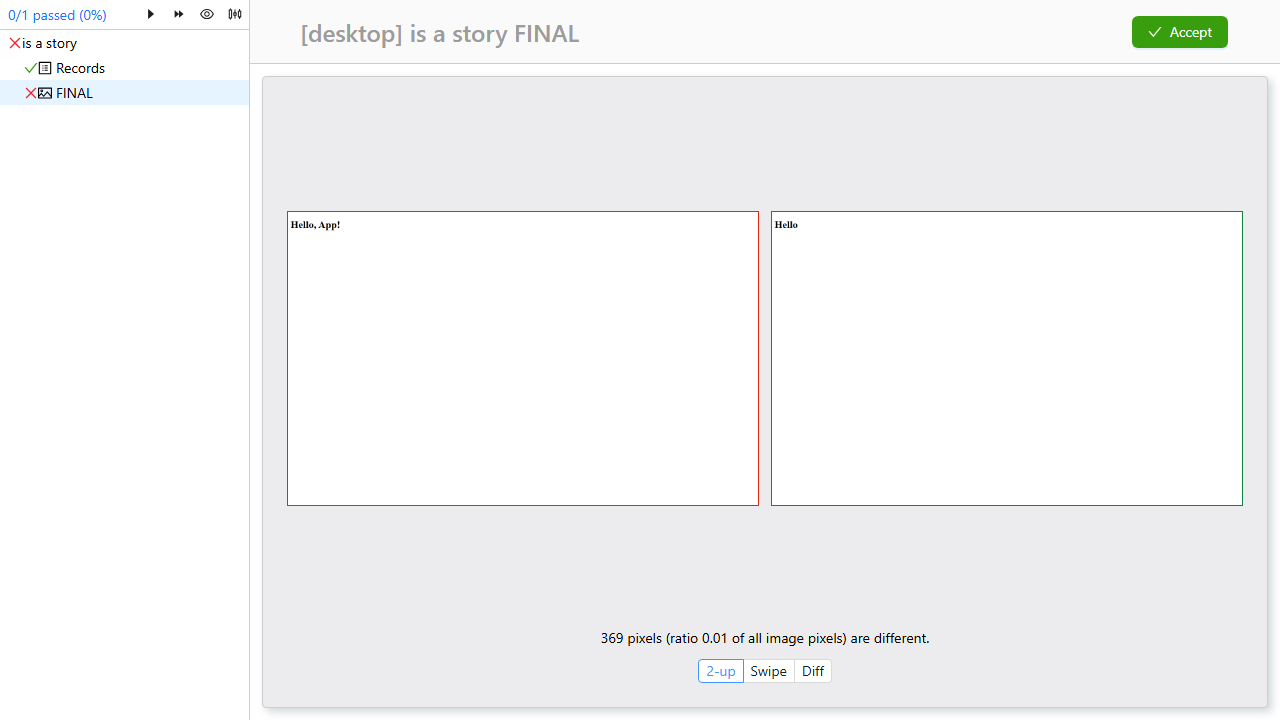 0/1 passed (0%)
is a story
Records
FINAL
[desktop] is a story FINAL
Accept
Hello, App!
Hello
369 pixels (ratio 0.01 of all image pixels) are different.
2-up Swipe Diff